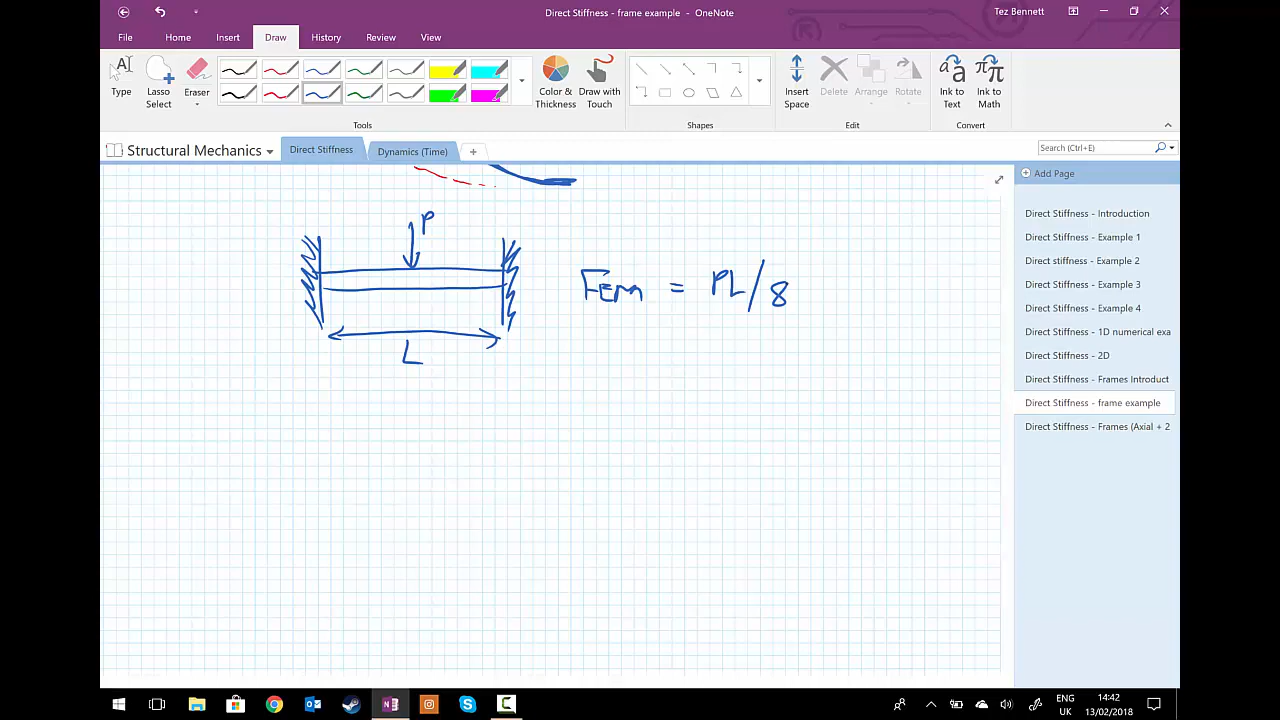 Direct Stiffness - frame example - OneNote
Tez Bennett
File Home Insert Draw History Review View
Type
Lasso Select
Eraser
Color & Thickness
Draw with Touch
Insert Space
Delete
Arrange
Rotate
Ink to Text
Ink to Math
Tools
Shapes
Edit
Convert
Structural Mechanics
Direct Stiffness
Dynamics (Time)
Search (Ctrl+E)
Add Page
Direct Stiffness - Introduction
Direct Stiffness - Example 1
Direct stiffness - Example 2
Direct Stiffness - Example 3
Direct Stiffness - Example 4
Direct Stiffness - 1D numerical exa
Direct Stiffness - 2D
Direct Stiffness - Frames Introduct
Direct Stiffness - frame example
Direct Stiffness - Frames (Axial + 2
P
FEM = PL/8
L
ENG
UK
14:42
13/02/2018